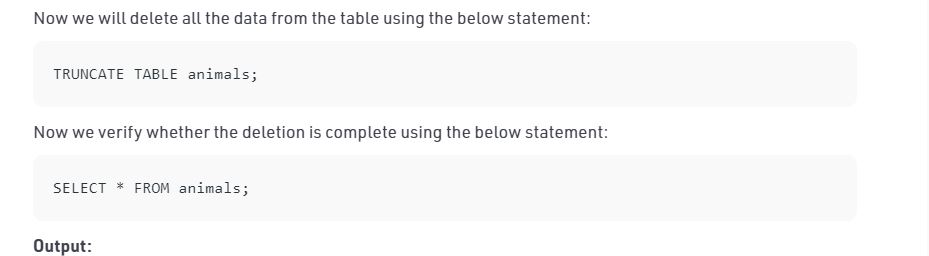 Now we will delete all the data from the table using the below statement:
TRUNCATE TABLE animals;
Now we verify whether the deletion is complete using the below statement:
SELECT * FROM animals;
Output: